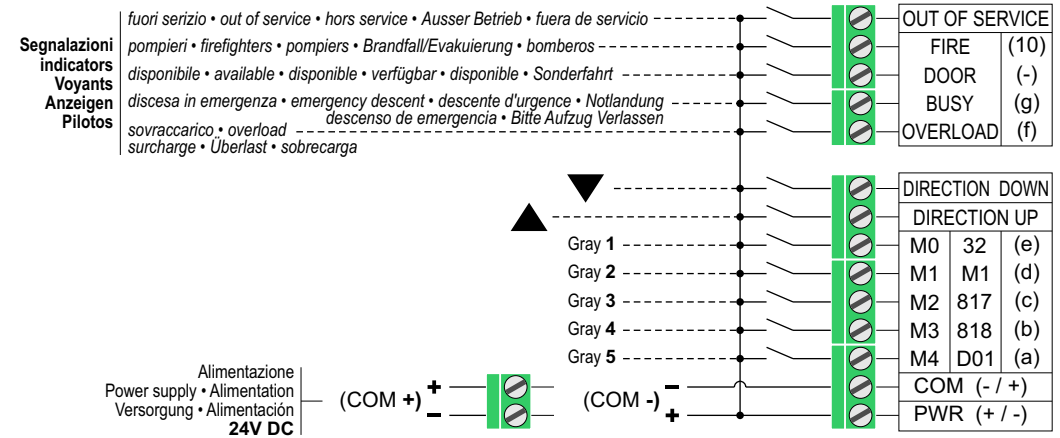 fuori serizio • out of service • hors service • Ausser Betrieb • fuera de servicio
OUT OF SERVICE
Segnalazioni
indicators
Voyants
Anzeigen
Pilotos
pompieri • firefighters • pompiers • Brandfall/Evakuierung • bomberos
FIRE (10)
disponibile • available • disponible • verfügbar • disponible • Sonderfahrt
DOOR (-)
discesa in emergenza • emergency descent • descente d'urgence • Notlandung
descenso de emergencia • Bitte Aufzug Verlassen
BUSY (g)
sovraccarico • overload
surcharge • Überlast • sobrecarga
OVERLOAD (f)
DIRECTION DOWN
DIRECTION UP
Gray 1
M0 32 (e)
Gray 2
M1 M1 (d)
Gray 3
M2 817 (c)
Gray 4
M3 818 (b)
Gray 5
M4 D01 (a)
Alimentazione
Power supply • Alimentation
Versorgung • Alimentación
24V DC
(COM +) + −
(COM -) − +
COM (- / +)
PWR (+ / -)